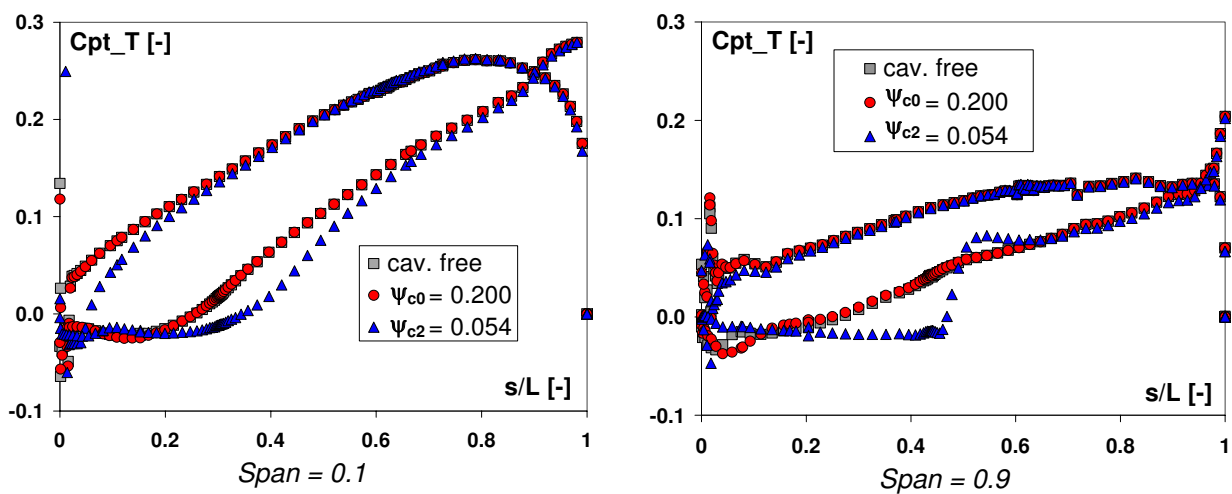 0.3
Cpt_T [-]
0.2
0.1
cav. free
Ψc0 = 0.200
Ψc2 = 0.054
0.0
s/L [-]
-0.1
0 0.2 0.4 0.6 0.8 1
Span = 0.1
0.3
Cpt_T [-]
cav. free
Ψc0 = 0.200
Ψc2 = 0.054
0.2
0.1
0.0
s/L [-]
-0.1
0 0.2 0.4 0.6 0.8 1
Span = 0.9